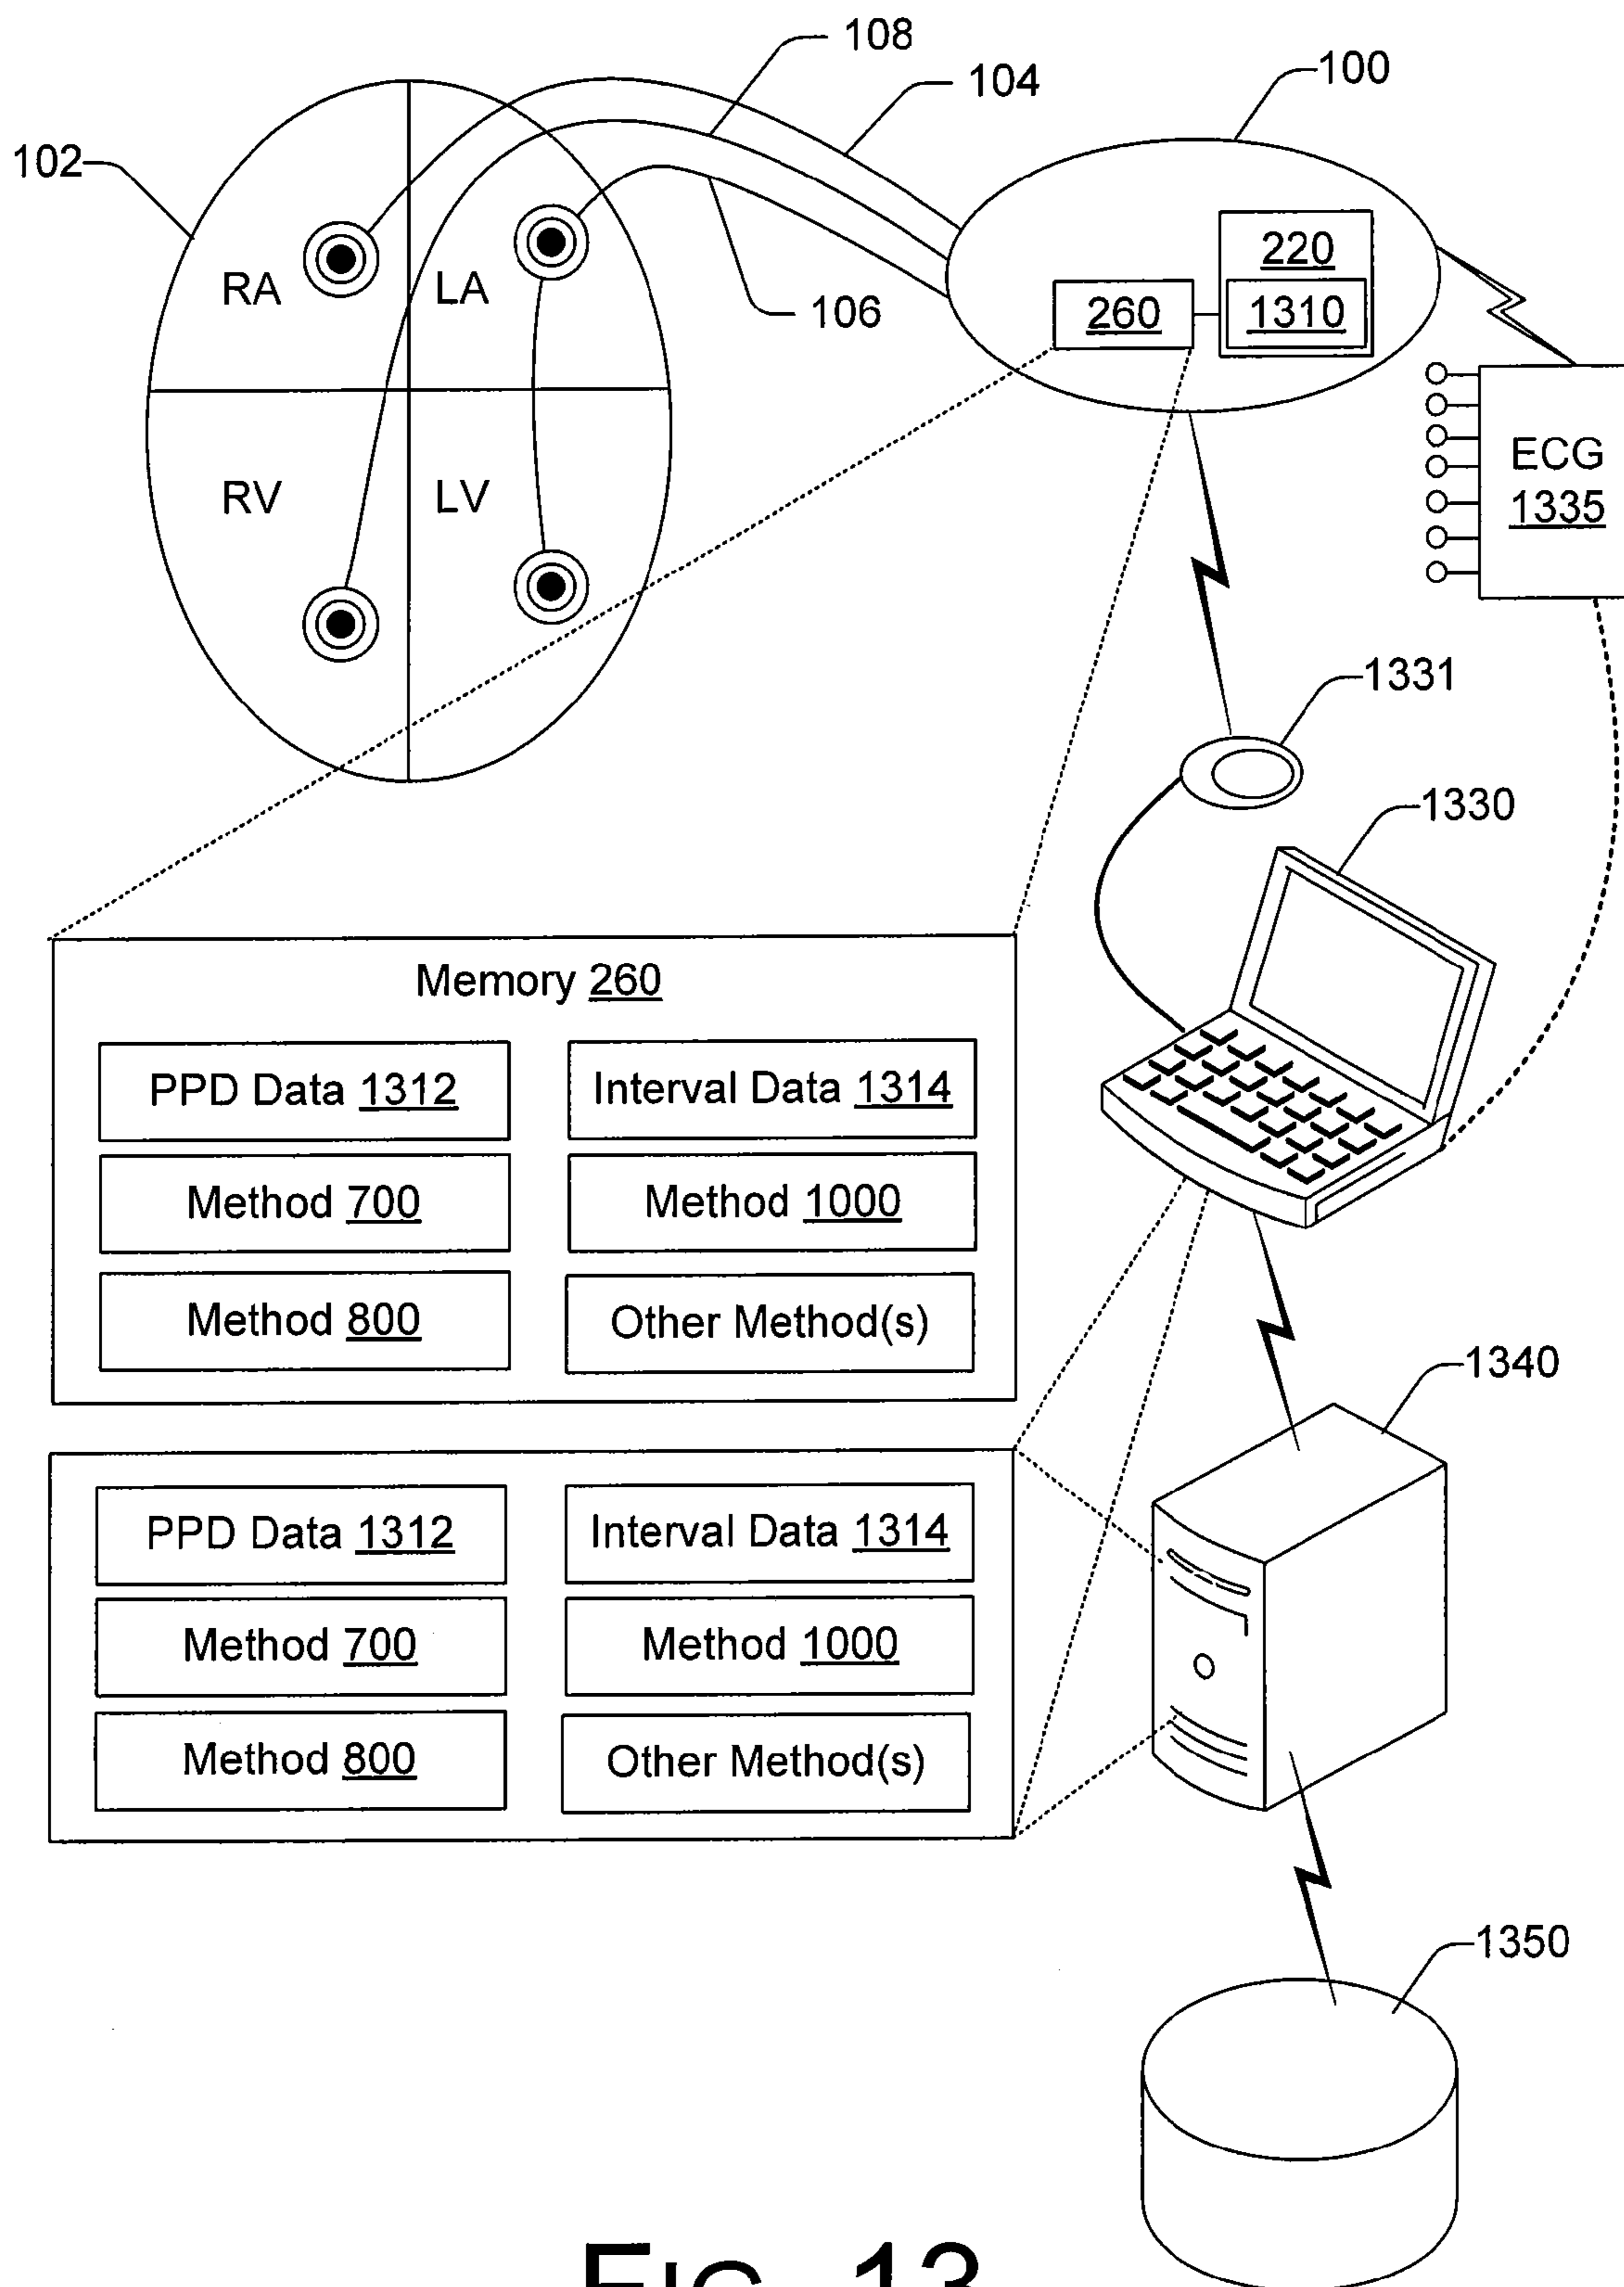 108
104
100
102
RA
LA
220
260
1310
106
ECG
1335
RV
LV
1331
1330
Memory 260
PPD Data 1312
Interval Data 1314
Method 700
Method 1000
Method 800
Other Method(s)
1340
PPD Data 1312
Interval Data 1314
Method 700
Method 1000
Method 800
Other Method(s)
1350
FIG. 13